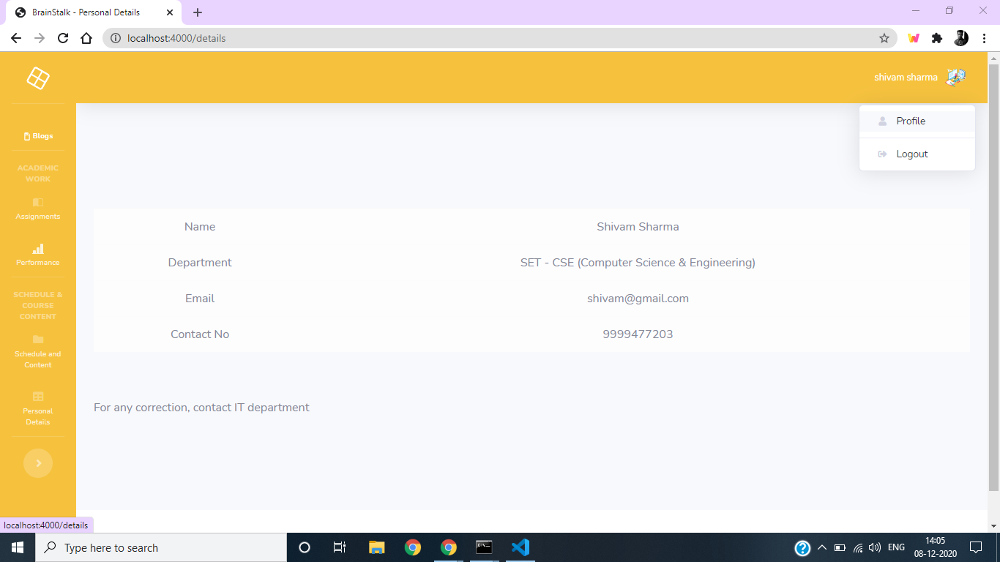 BrainStalk - Personal Details
localhost:4000/details
shivam sharma
Profile
Logout
Blogs
ACADEMIC
WORK
Assignments
Performance
SCHEDULE &
COURSE
CONTENT
Schedule and
Content
Personal
Details
Name Shivam Sharma
Department SET - CSE (Computer Science & Engineering)
Email shivam@gmail.com
Contact No 9999477203
For any correction, contact IT department
localhost:4000/details
Type here to search
ENG
14:05
08-12-2020